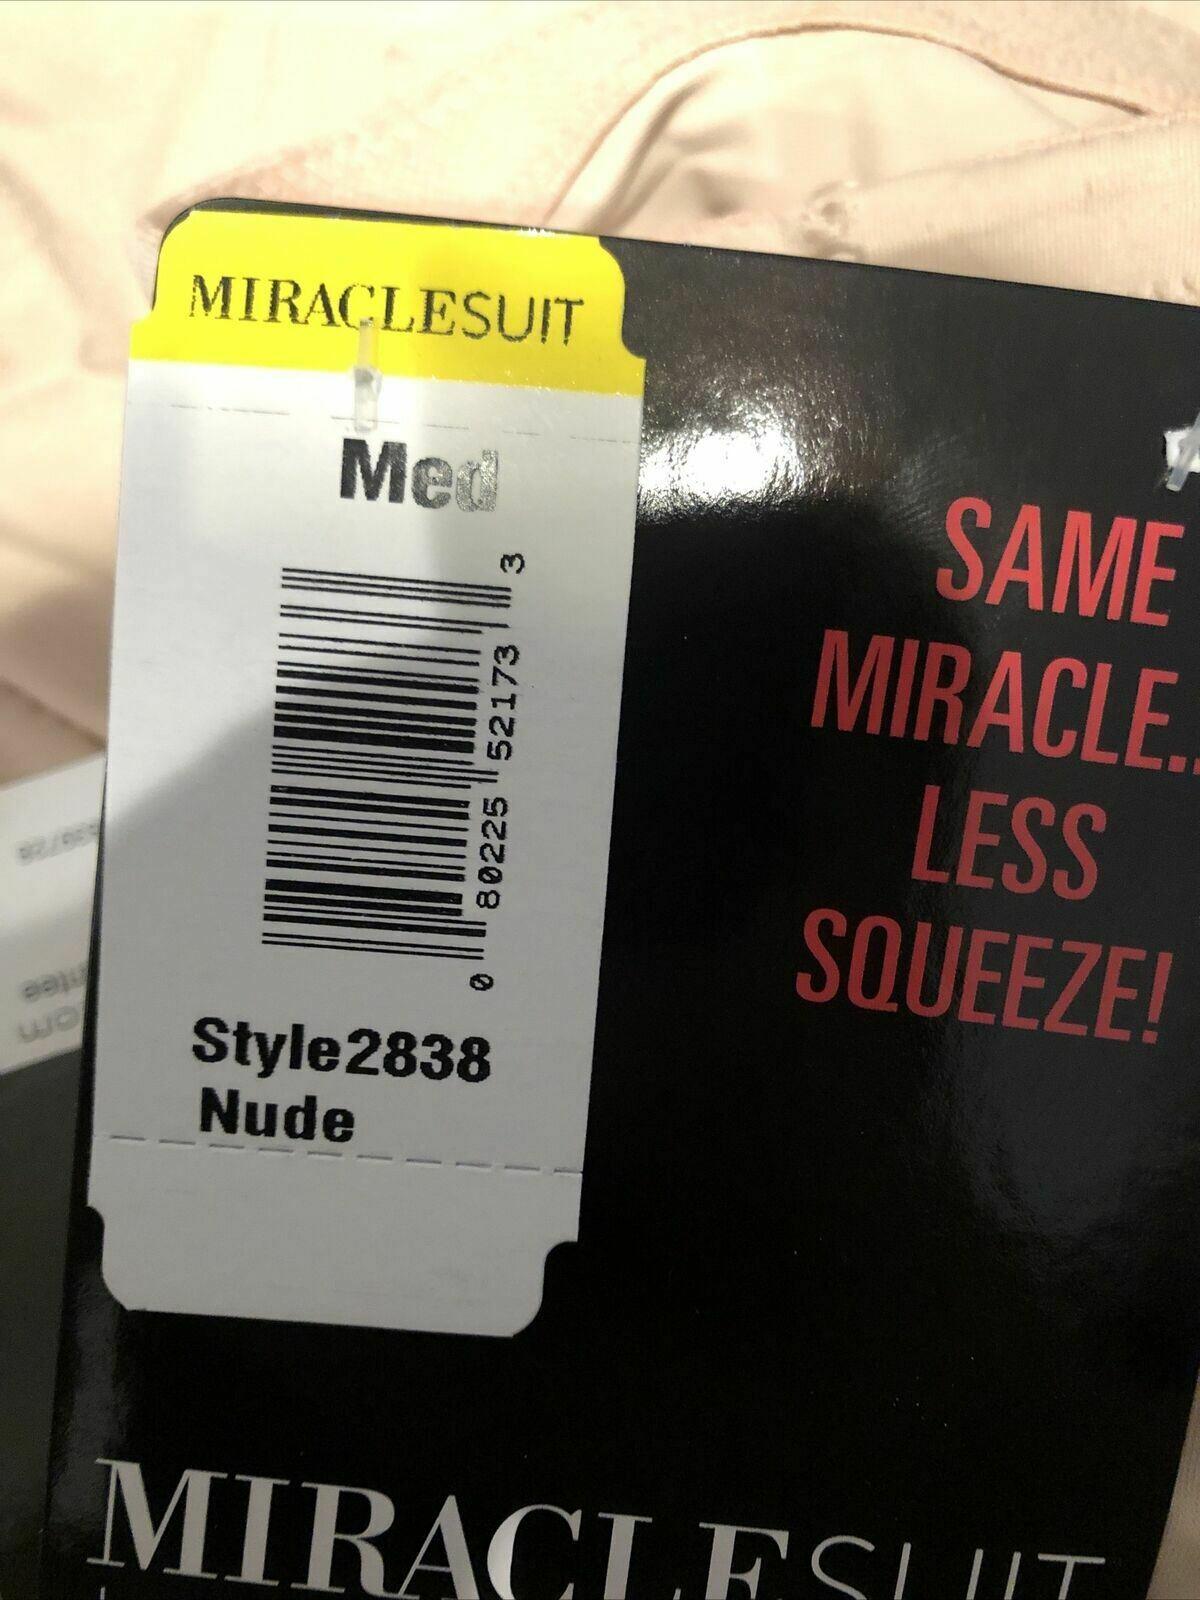 MIRACLESUIT
Med
0 80225 52173 3
Style2838
Nude
SAME
MIRACLE..
LESS
SQUEEZE!
MIRACLESUIT